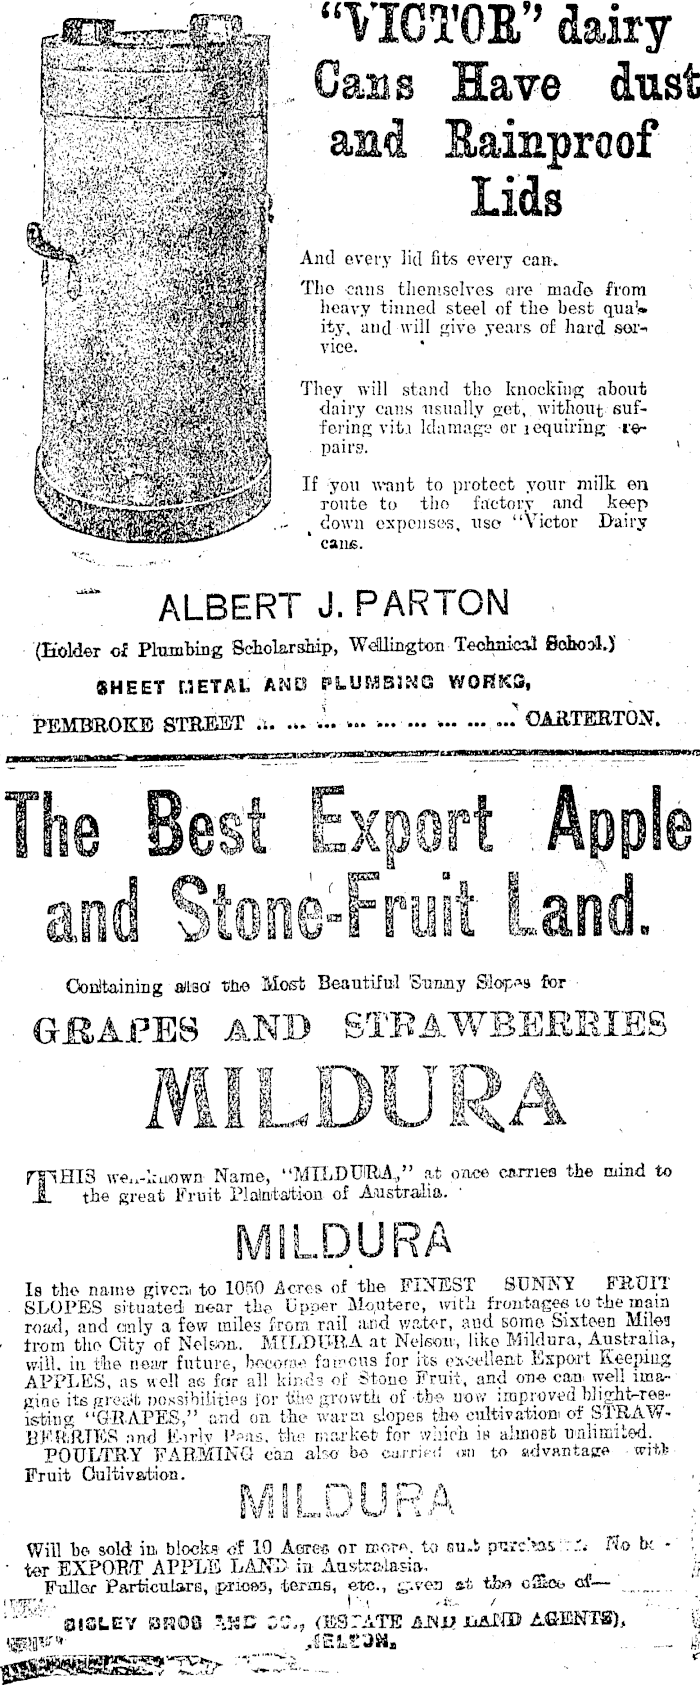 "VICTOR" dairy
Cans Have dust
and Rainproof
Lids
And every lid fits every can.
The cans themselves are made from
heavy tinned steel of the best qual-
ity, and will give years of hard ser-
vice.
They will stand the knocking about
dairy cans usually get, without suf-
fering vita ldamage or requiring re-
pairs.
If you want to protect your milk en
route to the factory and keep
down expenses, use "Victor Dairy
cans.
ALBERT J. PARTON
(Holder of Plumbing Scholarship, Wellington Technical School.)
SHEET METAL AND PLUMBING WORKS,
PEMBROKE STREET ... ... ... ... ... ... ... ... ... CARTERTON.
The Best Export Apple
and Stone-Fruit Land.
Containing also the Most Beautiful Sunny Slopes for
GRAPES AND STRAWBERRIES
MILDURA
THIS well-known Name, "MILDURA," at once carries the mind to
the great Fruit Plantation of Australia.
MILDURA
Is the name given to 1050 Acres of the FINEST SUNNY FRUIT
SLOPES situated near the Upper Moutere, with frontages to the main
road, and only a few miles from rail and water, and some Sixteen Miles
from the City of Nelson. MILDURA at Nelson, like Mildura, Australia,
will, in the near future, become famous for its excellent Export Keeping
APPLES, as well as for all kinds of Stone Fruit, and one can well ima-
gine its great possibilities for the growth of the now improved blight-res-
isting "GRAPES," and on the warm slopes the cultivation of STRAW-
BERRIES and Early Peas, the market for which is almost unlimited.
POULTRY FARMING can also be carried on to advantage with
Fruit Cultivation.
MILDURA
Will be sold in blocks of 10 Acres or more, to suit purchasers. No bet-
ter EXPORT APPLE LAND in Australasia.
Fuller Particulars, prices, terms, etc., given at the office of—
BISLEY BROS AND CO., (ESTATE AND LAND AGENTS),
NELSON.